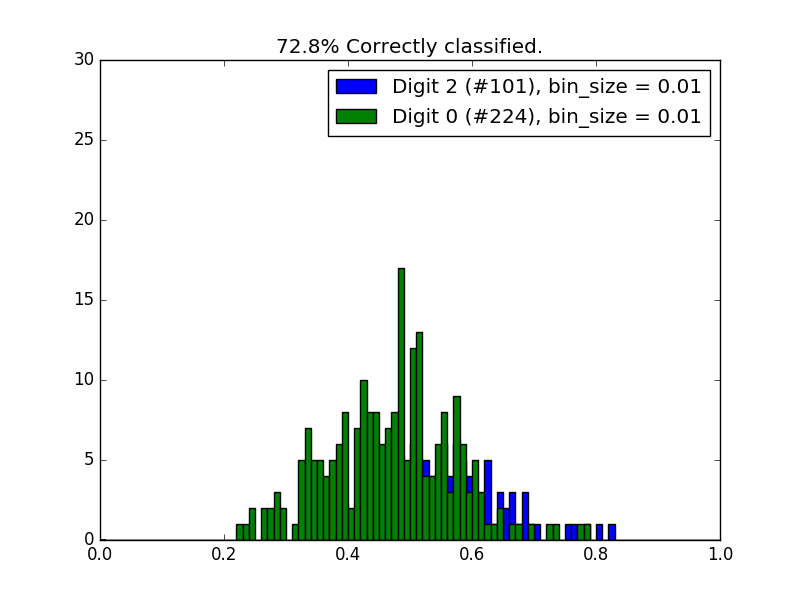 72.8% Correctly classified.
Digit 2 (#101), bin_size = 0.01
Digit 0 (#224), bin_size = 0.01
30
25
20
15
10
5
0
0.0 0.2 0.4 0.6 0.8 1.0